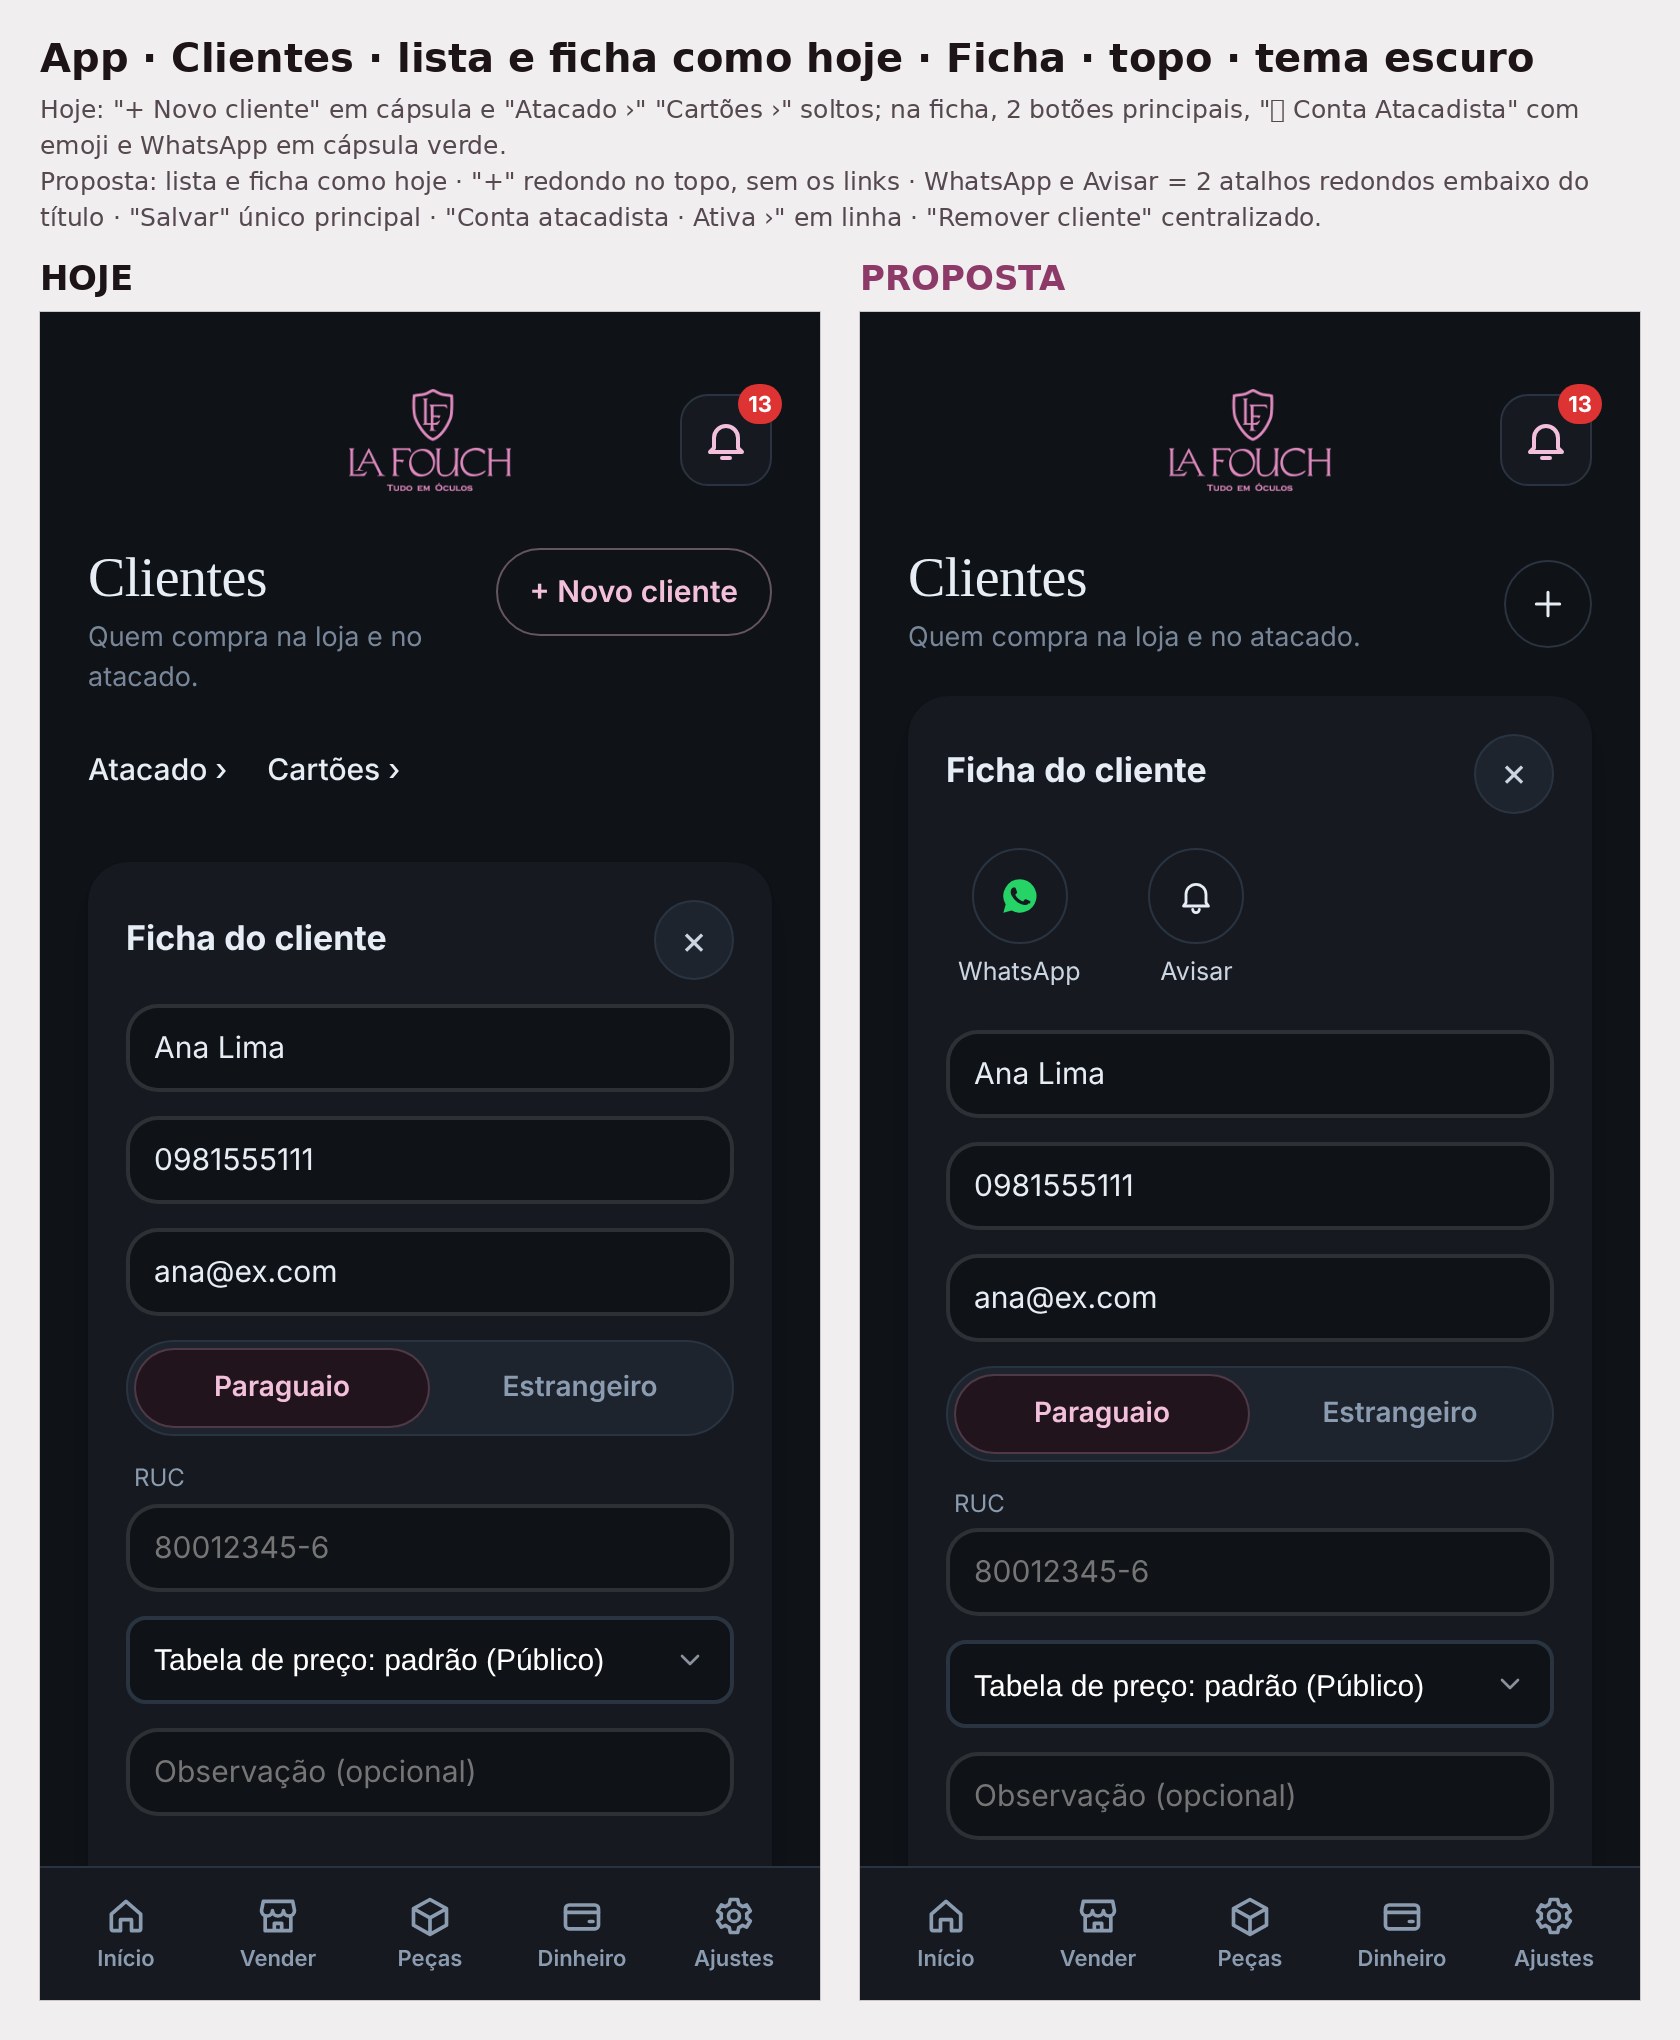 App · Clientes · lista e ficha como hoje · Ficha · topo · tema escuro
Hoje: "+ Novo cliente" em cápsula e "Atacado ›" "Cartões ›" soltos; na ficha, 2 botões principais, "▯ Conta Atacadista" com
emoji e WhatsApp em cápsula verde.
Proposta: lista e ficha como hoje · "+" redondo no topo, sem os links · WhatsApp e Avisar = 2 atalhos redondos embaixo do
título · "Salvar" único principal · "Conta atacadista · Ativa ›" em linha · "Remover cliente" centralizado.
HOJE
13
LF
LA FOUCH
TUDO EM ÓCULOS
Clientes
+ Novo cliente
Quem compra na loja e no
atacado.
Atacado ›
Cartões ›
Ficha do cliente
×
Ana Lima
0981555111
ana@ex.com
Paraguaio
Estrangeiro
RUC
80012345-6
Tabela de preço: padrão (Público)
Observação (opcional)
Início
Vender
Peças
Dinheiro
Ajustes
PROPOSTA
13
LF
LA FOUCH
TUDO EM ÓCULOS
Clientes
+
Quem compra na loja e no atacado.
Ficha do cliente
×
WhatsApp
Avisar
Ana Lima
0981555111
ana@ex.com
Paraguaio
Estrangeiro
RUC
80012345-6
Tabela de preço: padrão (Público)
Observação (opcional)
Início
Vender
Peças
Dinheiro
Ajustes